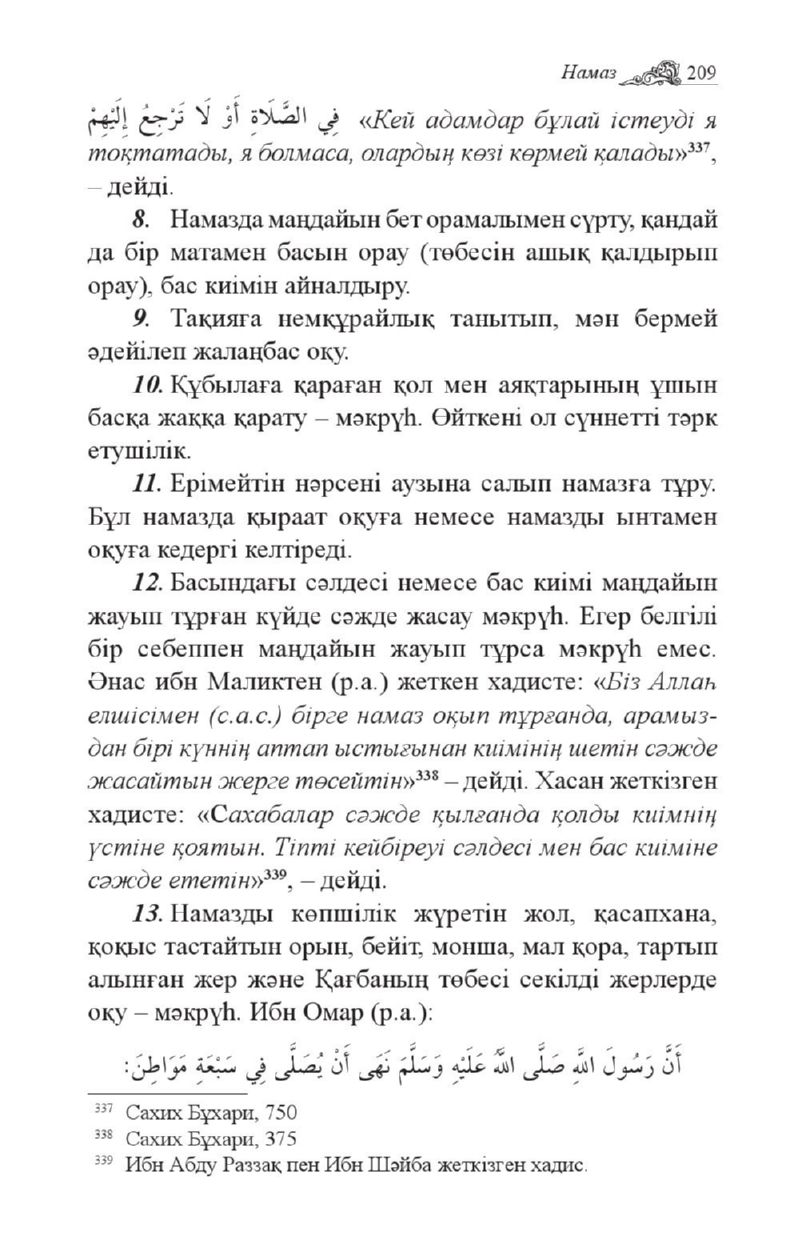 Намаз 209
فِي الصَّلَاةِ أَوْ لَا تَرْجِعُ إِلَيْهِمْ «Кей адамдар бұлай істеуді я
тоқтатады, я болмаса, олардың көзі көрмей қалады»³³⁷,
– дейді.
8. Намазда маңдайын бет орамалымен сүрту, қандай
да бір матамен басын орау (төбесін ашық қалдырып
орау), бас киімін айналдыру.
9. Тақияға немқұрайлық танытып, мән бермей
әдейілеп жалаңбас оқу.
10. Құбылаға қараған қол мен аяқтарының ұшын
басқа жаққа қарату – мәкрүһ. Өйткені ол сүннетті тәрк
етушілік.
11. Ерімейтін нәрсені аузына салып намазға тұру.
Бұл намазда қыраат оқуға немесе намазды ынтамен
оқуға кедергі келтіреді.
12. Басындағы сәлдесі немесе бас киімі маңдайын
жауып тұрған күйде сәжде жасау мәкрүһ. Егер белгілі
бір себеппен маңдайын жауып тұрса мәкрүһ емес.
Әнас ибн Маликтен (р.а.) жеткен хадисте: «Біз Аллаһ
елшісімен (с.а.с.) бірге намаз оқып тұрғанда, арамыз-
дан бірі күннің аптап ыстығынан киімінің шетін сәжде
жасайтын жерге төсейтін»³³⁸ – дейді. Хасан жеткізген
хадисте: «Сахабалар сәжде қылғанда қолды киімнің
үстіне қоятын. Тіпті кейбіреуі сәлдесі мен бас киіміне
сәжде ететін»³³⁹, – дейді.
13. Намазды көпшілік жүретін жол, қасапхана,
қоқыс тастайтын орын, бейіт, монша, мал қора, тартып
алынған жер және Қағбаның төбесі секілді жерлерде
оқу – мәкрүһ. Ибн Омар (р.а.):
أَنَّ رَسُولَ اللَّهِ صَلَّى اللَّهُ عَلَيْهِ وَسَلَّمَ نَهَى أَنْ يُصَلَّى فِي سَبْعَةِ مَوَاطِنَ:
³³⁷ Сахих Бұхари, 750
³³⁸ Сахих Бұхари, 375
³³⁹ Ибн Абду Раззақ пен Ибн Шәйба жеткізген хадис.